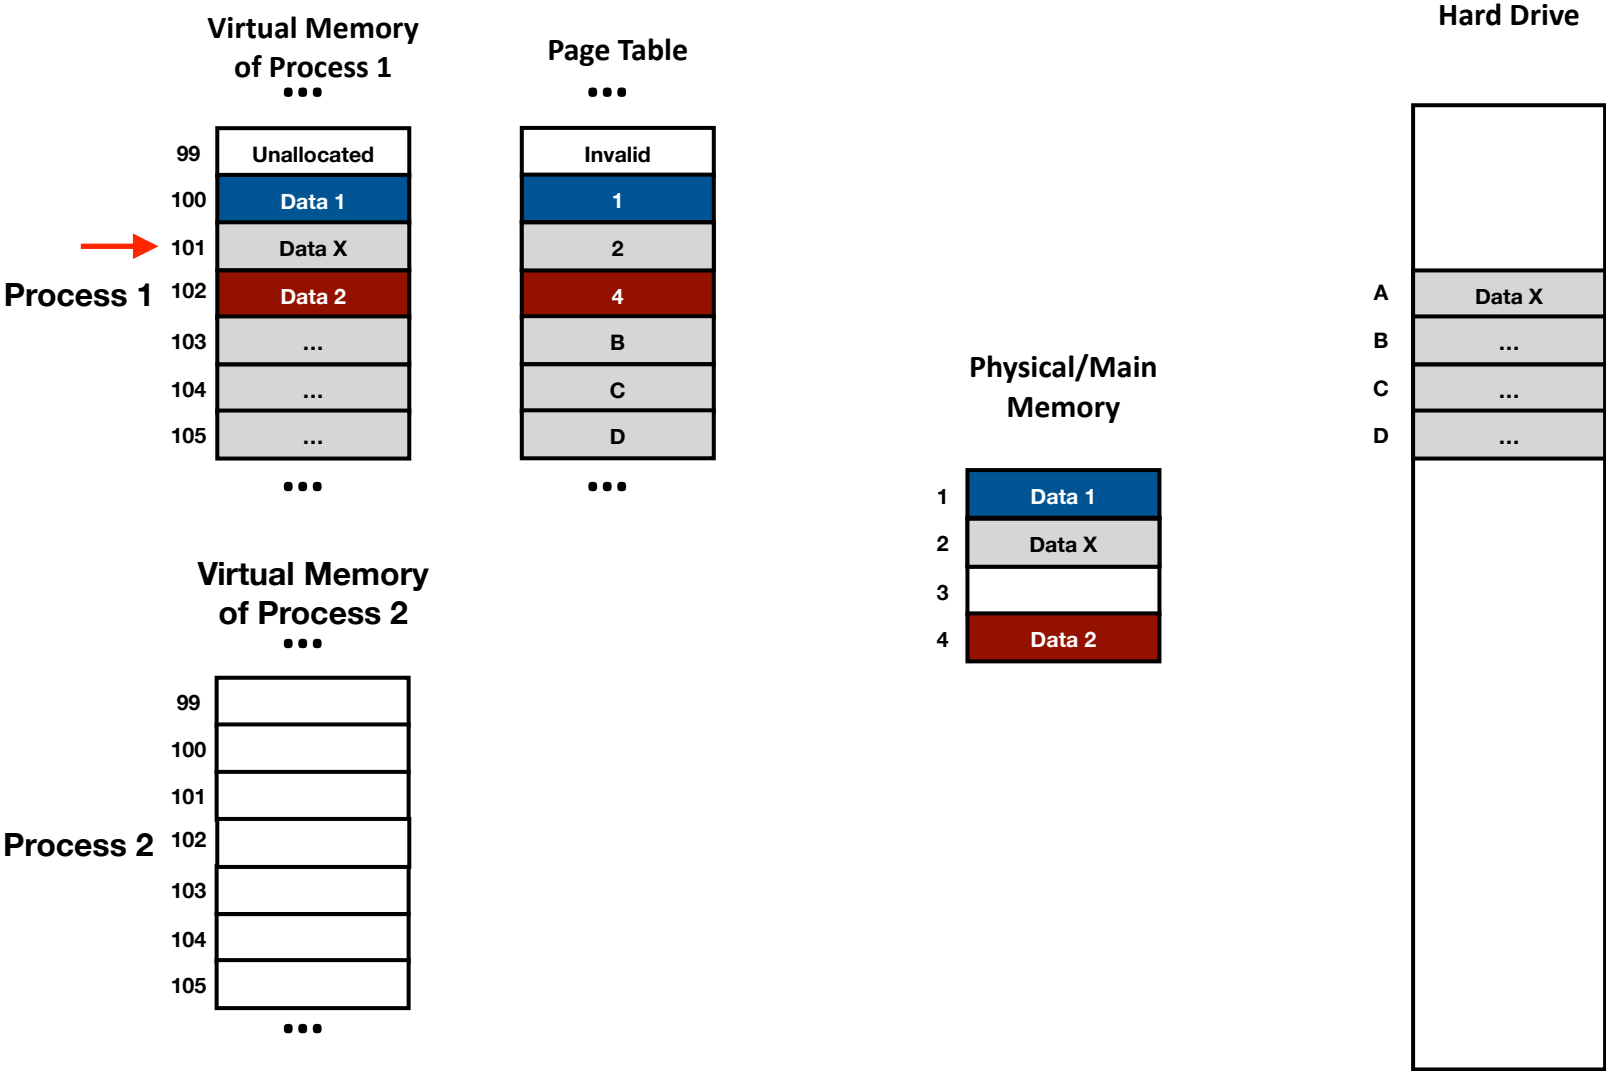 Virtual Memory
of Process 1
...
Page Table
...
Hard Drive
99 Unallocated Invalid
100 Data 1 1
101 Data X 2
Process 1 102 Data 2 4
103 ... B
104 ... C
105 ... D
...
...
A Data X
B ...
C ...
D ...
Physical/Main
Memory
1 Data 1
2 Data X
3
4 Data 2
Virtual Memory
of Process 2
...
99
100
101
Process 2 102
103
104
105
...